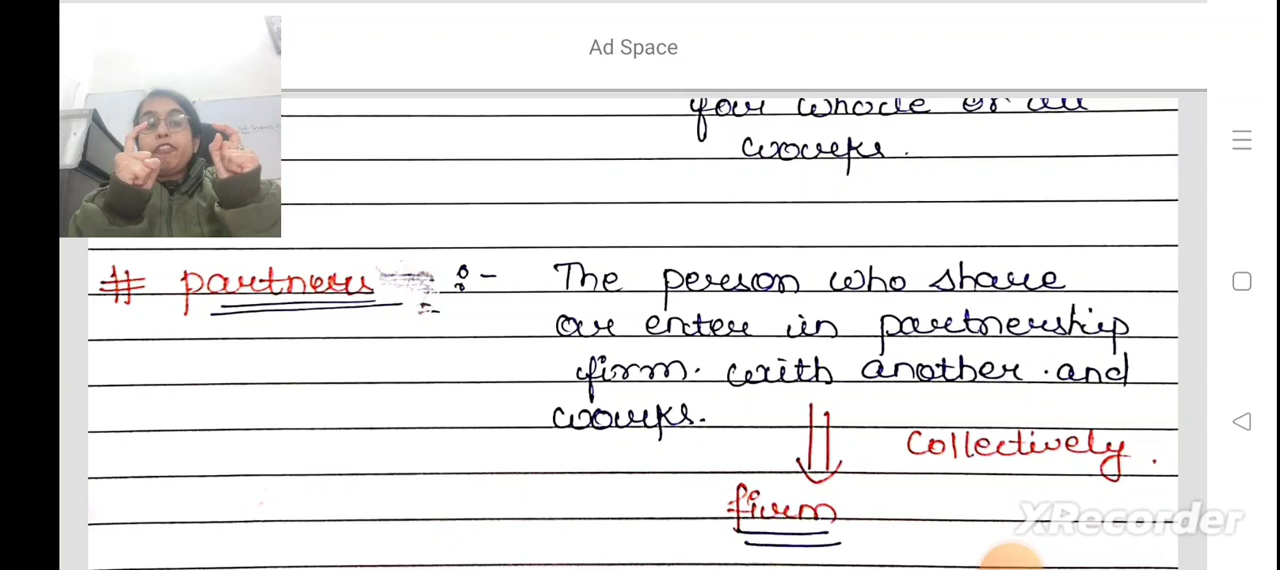 Ad Space
your whole or all
works.
# partners :- The person who share
are enter in partnership
firm. with another. and
works.
Collectively.
firm
XRecorder